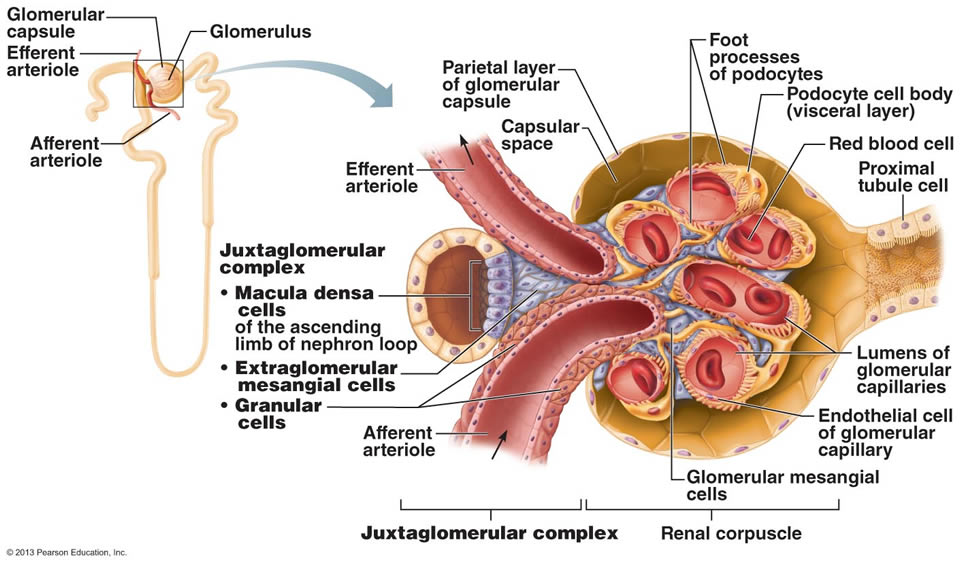 Glomerular
capsule
Efferent
arteriole
Glomerulus
Afferent
arteriole
Parietal layer
of glomerular
capsule
Capsular
space
Efferent
arteriole
Foot
processes
of podocytes
Podocyte cell body
(visceral layer)
Red blood cell
Proximal
tubule cell
Juxtaglomerular
complex
• Macula densa
cells
of the ascending
limb of nephron loop
• Extraglomerular
mesangial cells
• Granular
cells
Afferent
arteriole
Lumens of
glomerular
capillaries
Endothelial cell
of glomerular
capillary
Glomerular mesangial
cells
Juxtaglomerular complex
Renal corpuscle
© 2013 Pearson Education, Inc.